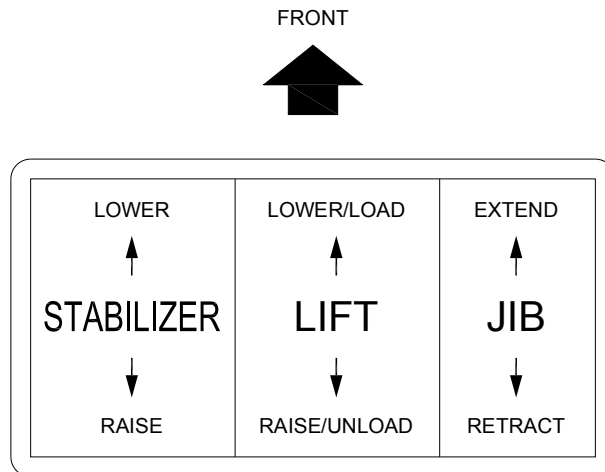 FRONT
LOWER
LOWER/LOAD
EXTEND
STABILIZER
LIFT
JIB
RAISE
RAISE/UNLOAD
RETRACT